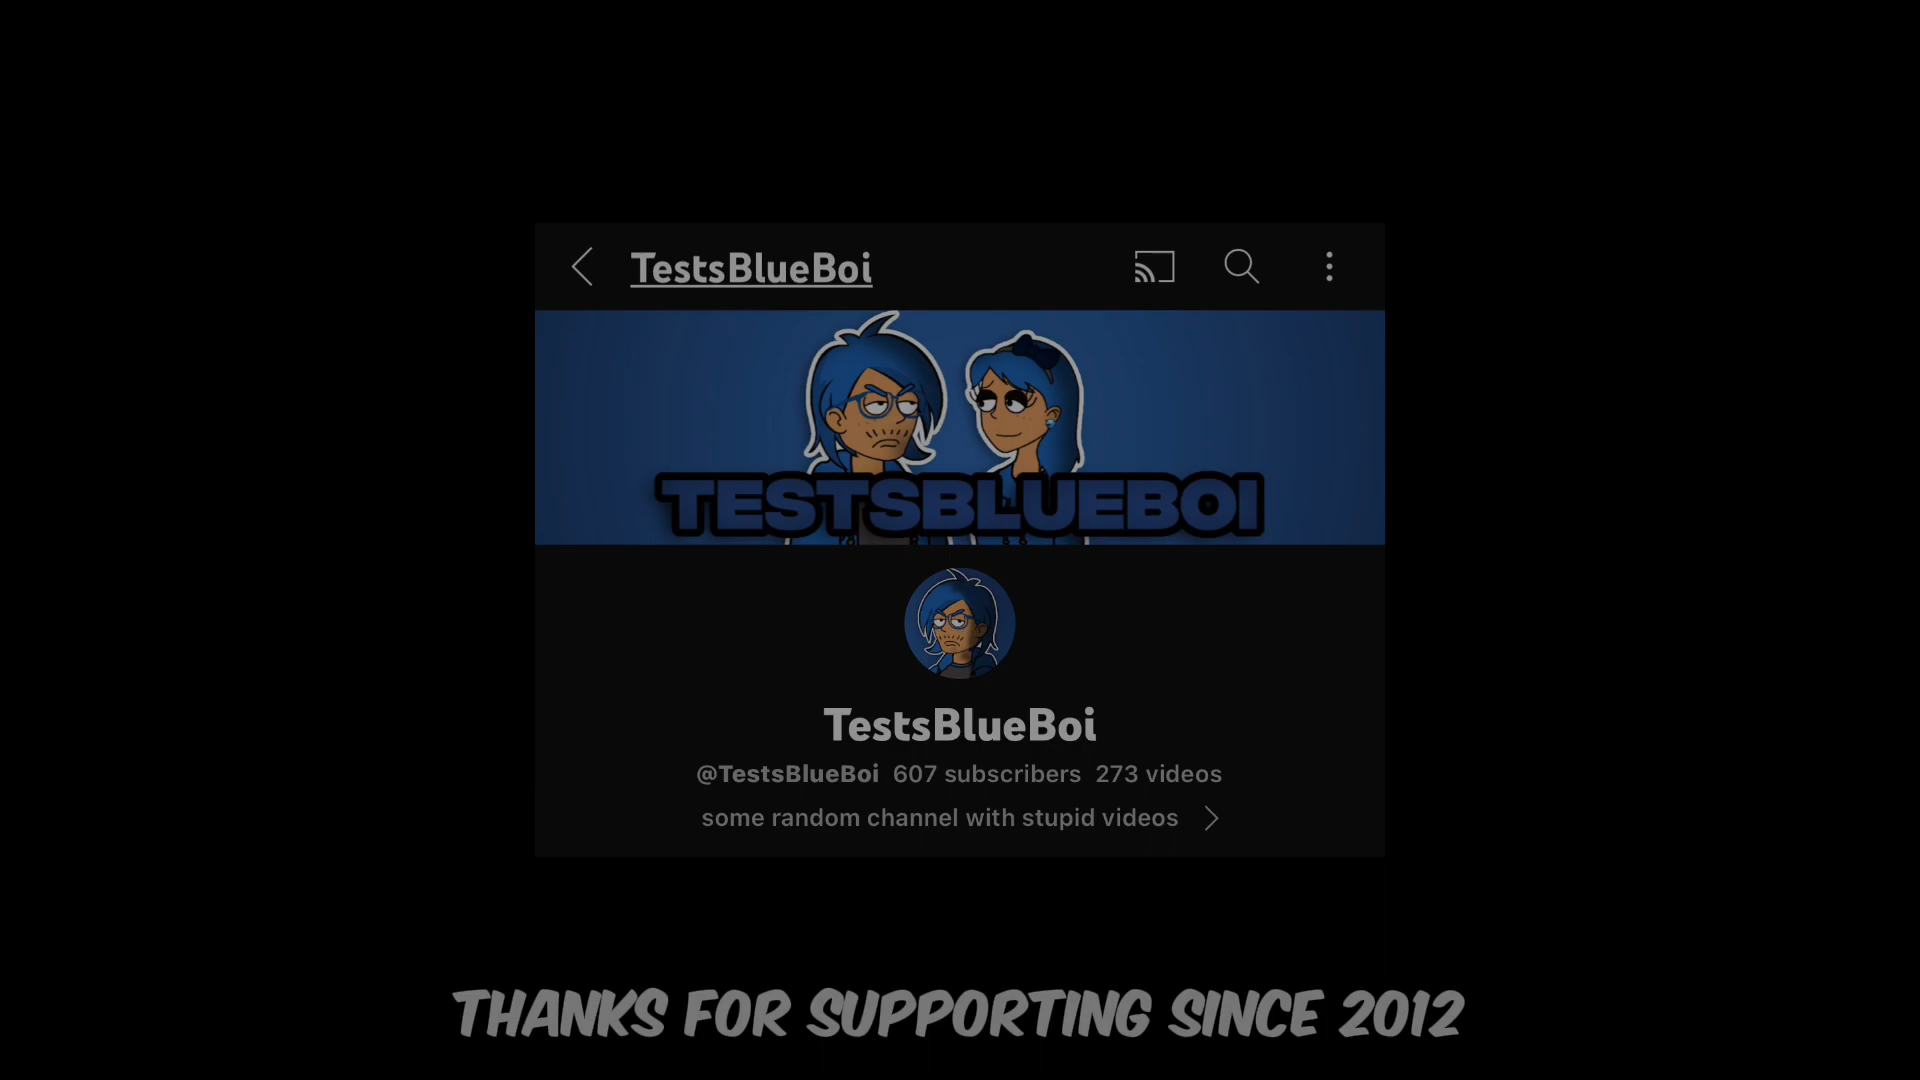 TestsBlueBoi
TESTSBLUEBOI
TestsBlueBoi
@TestsBlueBoi 607 subscribers 273 videos
some random channel with stupid videos
THANKS FOR SUPPORTING SINCE 2012